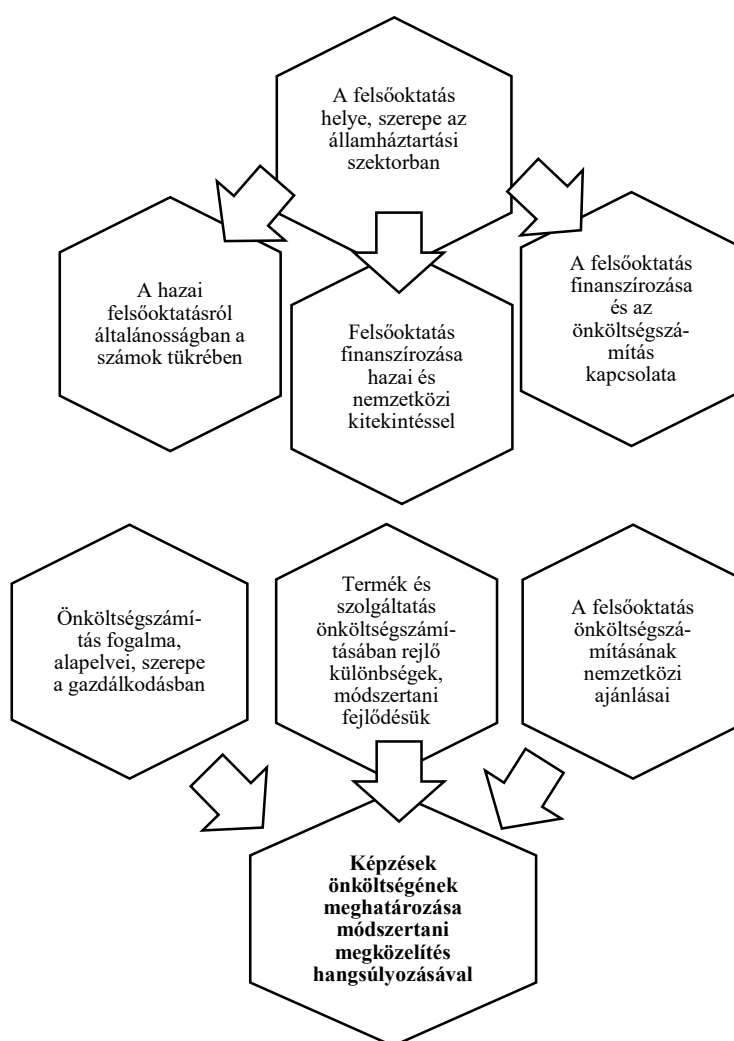 A felsőoktatás
helye, szerepe az
államháztartási
szektorban
A hazai
felsőoktatásról
általánosságban a
számok tükrében
Felsőoktatás
finanszírozása
hazai és
nemzetközi
kitekintéssel
A felsőoktatás
finanszírozása
és az
önköltségszá-
mítás
kapcsolata
Önköltségszámí-
tás fogalma,
alapelvei, szerepe
a gazdálkodásban
Termék és
szolgáltatás
önköltségszámí-
tásában rejlő
különbségek,
módszertani
fejlődésük
A felsőoktatás
önköltségszá-
mításának
nemzetközi
ajánlásai
Képzések
önköltségének
meghatározása
módszertani
megközelítés
hangsúlyozásával